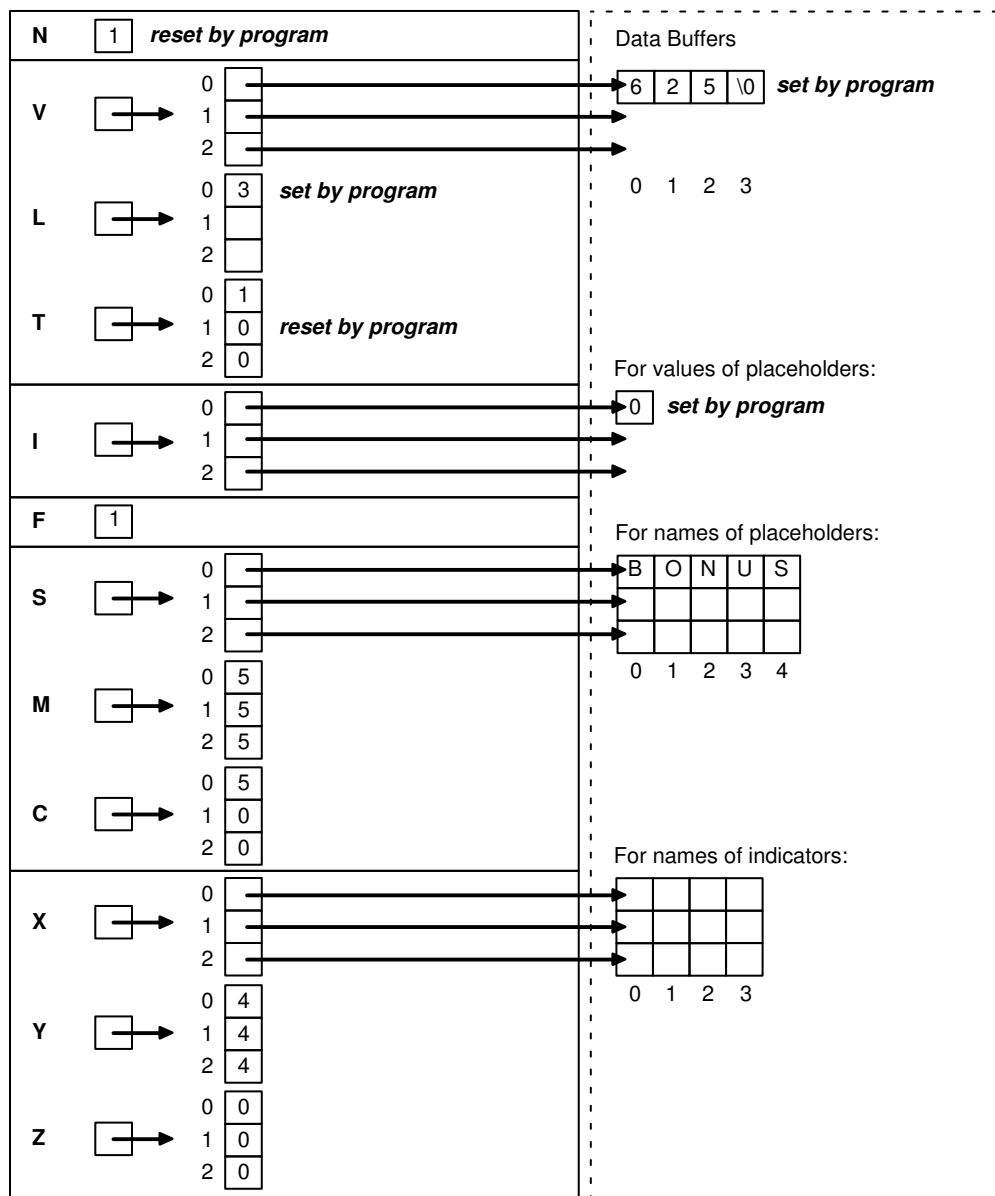 N 1 reset by program
Data Buffers
0 6 2 5 \0 set by program
V 1
2
0 1 2 3
0 3 set by program
L 1
2
0 1
T 1 0 reset by program
2 0
For values of placeholders:
0 0 set by program
I 1
2
F 1
For names of placeholders:
0 B O N U S
S 1
2
0 1 2 3 4
0 5
M 1 5
2 5
0 5
C 1 0
2 0
For names of indicators:
0
X 1
2
0 1 2 3
0 4
Y 1 4
2 4
0 0
Z 1 0
2 0